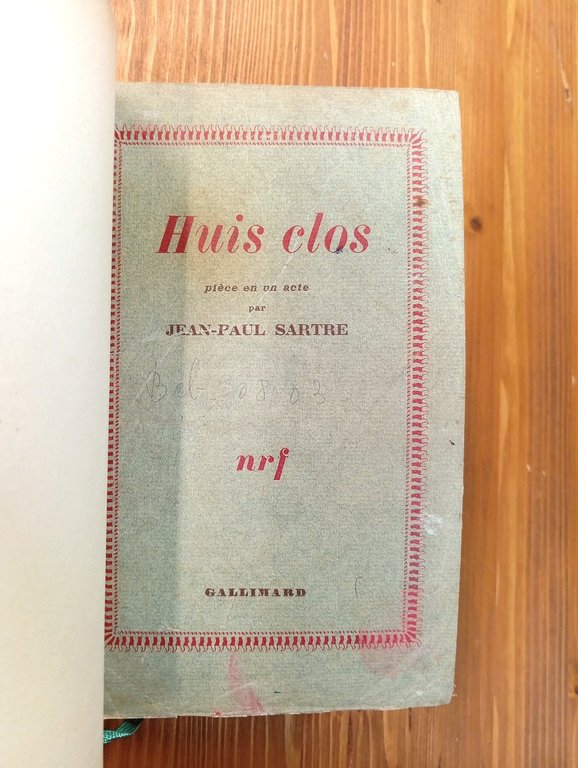 Huis clos
pièce en un acte
par
JEAN-PAUL SARTRE
nrf
GALLIMARD